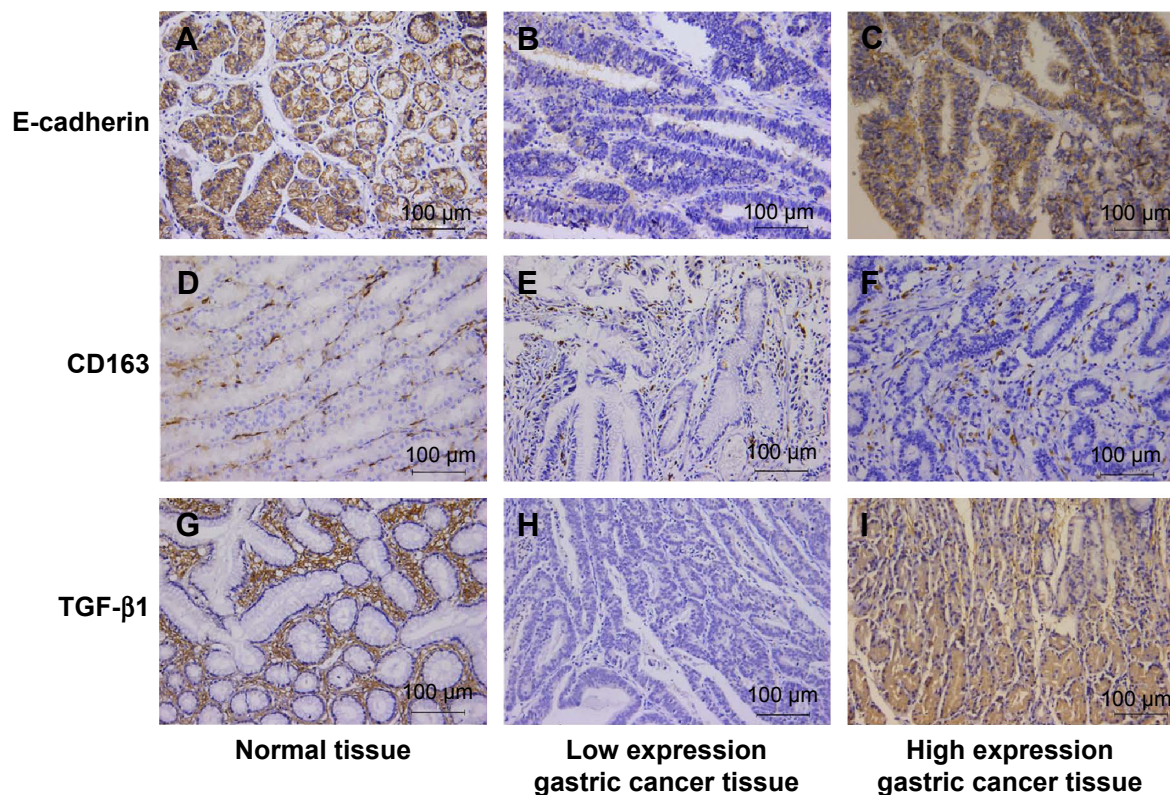 A
B
C
E-cadherin
100 µm
100 µm
100 µm
D
E
F
CD163
100 µm
100 µm
100 µm
G
H
I
TGF-β1
100 µm
100 µm
100 µm
Normal tissue
Low expression
gastric cancer tissue
High expression
gastric cancer tissue